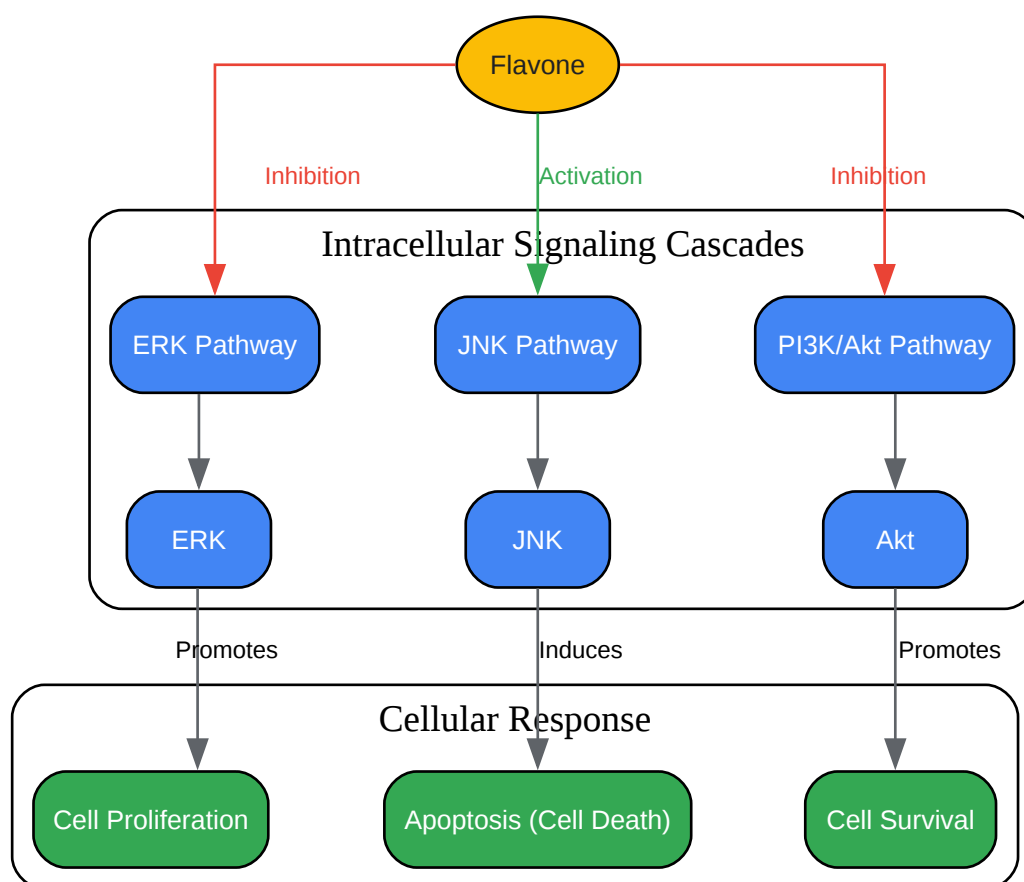 Flavone
Inhibition
Activation
Inhibition
Intracellular Signaling Cascades
ERK Pathway
JNK Pathway
PI3K/Akt Pathway
ERK
JNK
Akt
Promotes
Induces
Promotes
Cellular Response
Cell Proliferation
Apoptosis (Cell Death)
Cell Survival